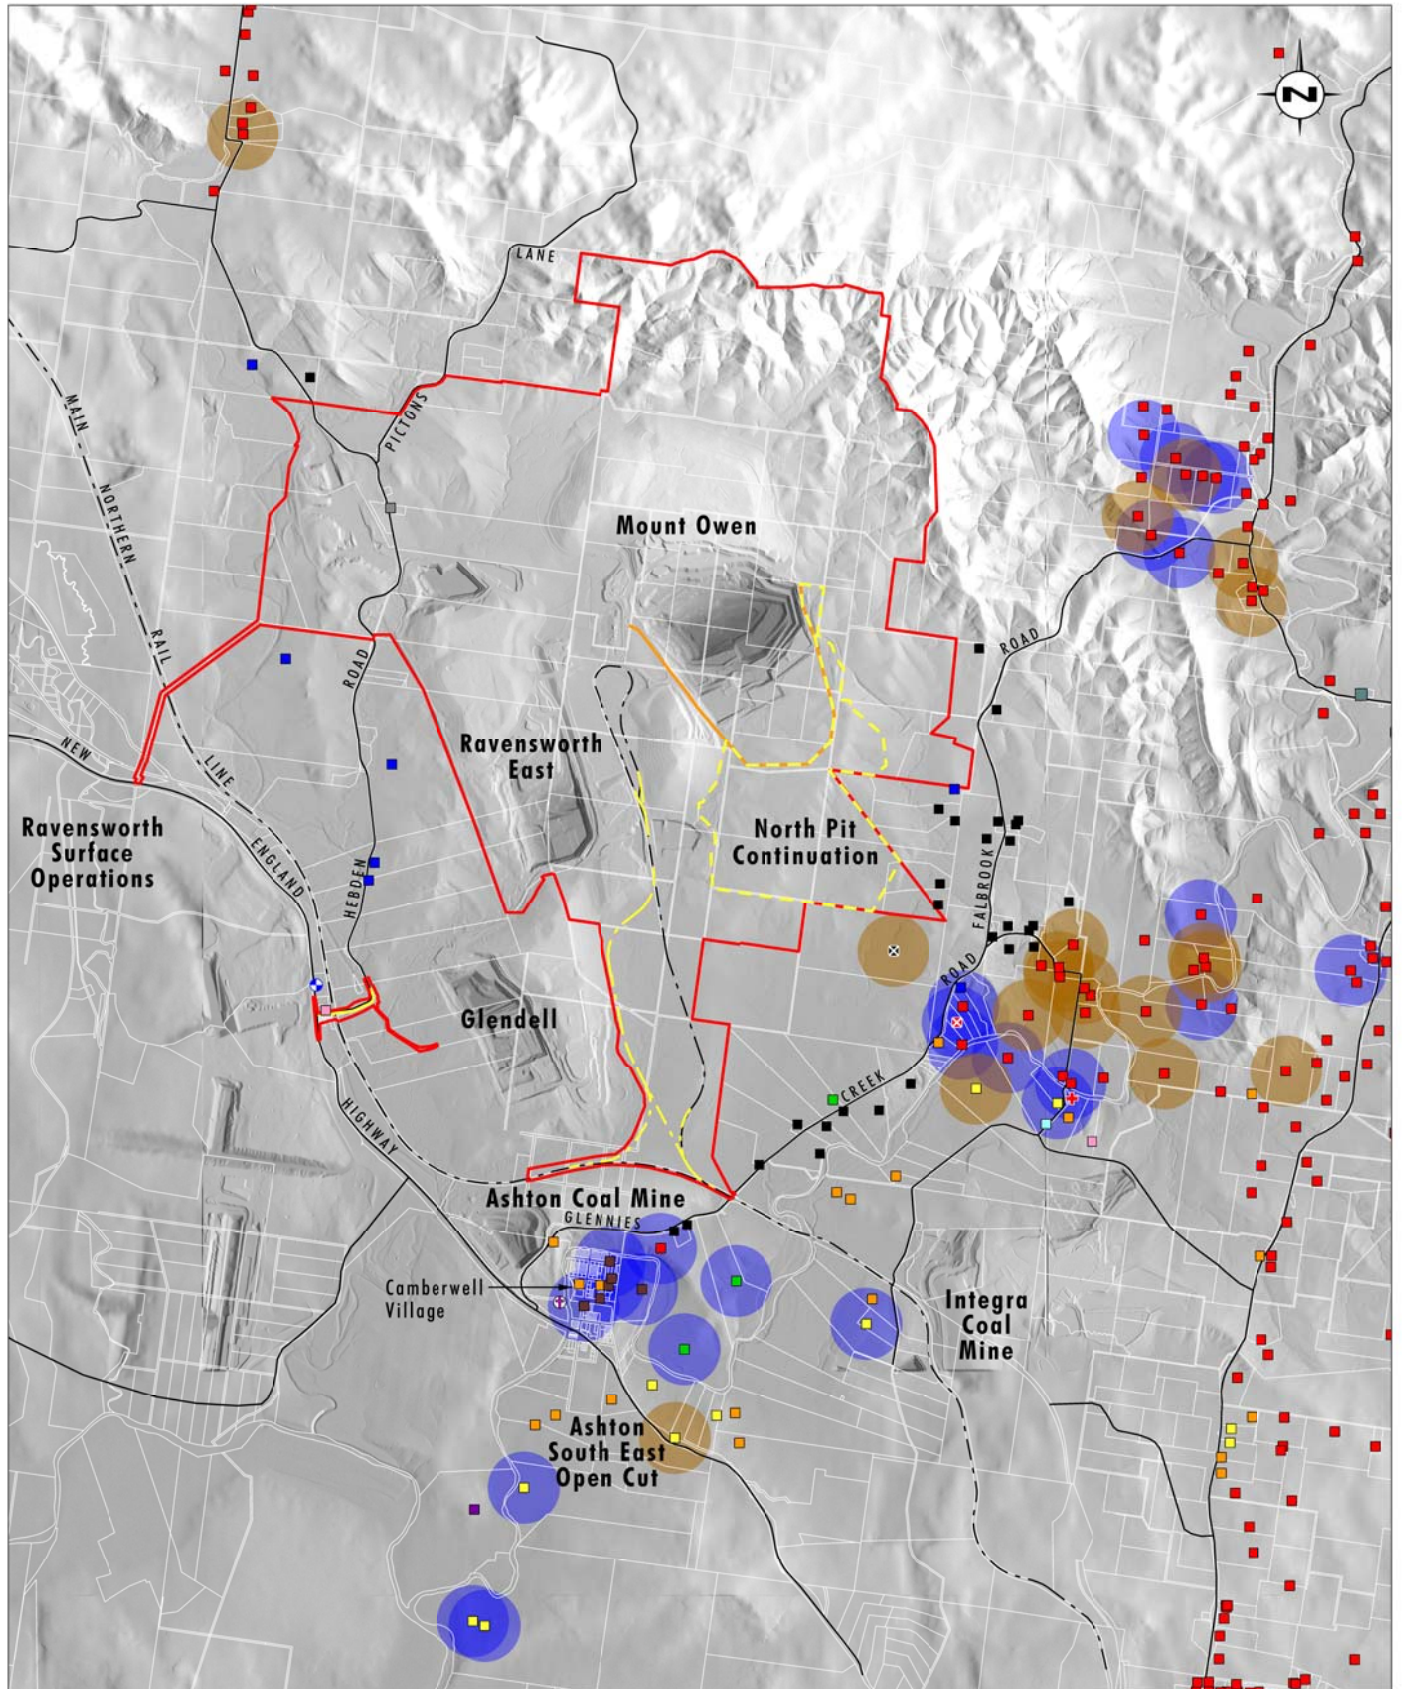 N
LANE
PICTONS
MAIN NORTHERN RAIL LINE
Mount Owen
ROAD
ROAD
Ravensworth
East
NEW ENGLAND HIGHWAY
Ravensworth
Surface
Operations
North Pit
Continuation
HEBDEN
FALBROOK
ROAD
Glendell
CREEK
Ashton Coal Mine
GLENNIES
Camberwell
Village
Integra
Coal
Mine
Ashton
South East
Open Cut